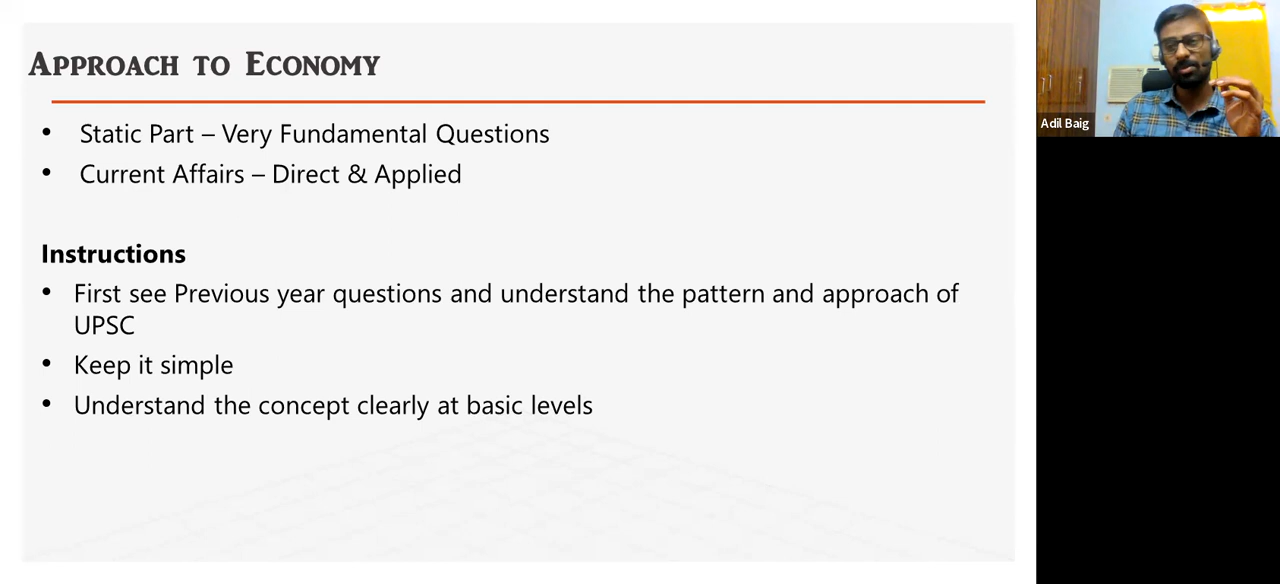 APPROACH TO ECONOMY
• Static Part – Very Fundamental Questions
• Current Affairs – Direct & Applied
Instructions
• First see Previous year questions and understand the pattern and approach of
UPSC
• Keep it simple
• Understand the concept clearly at basic levels
Adil Baig